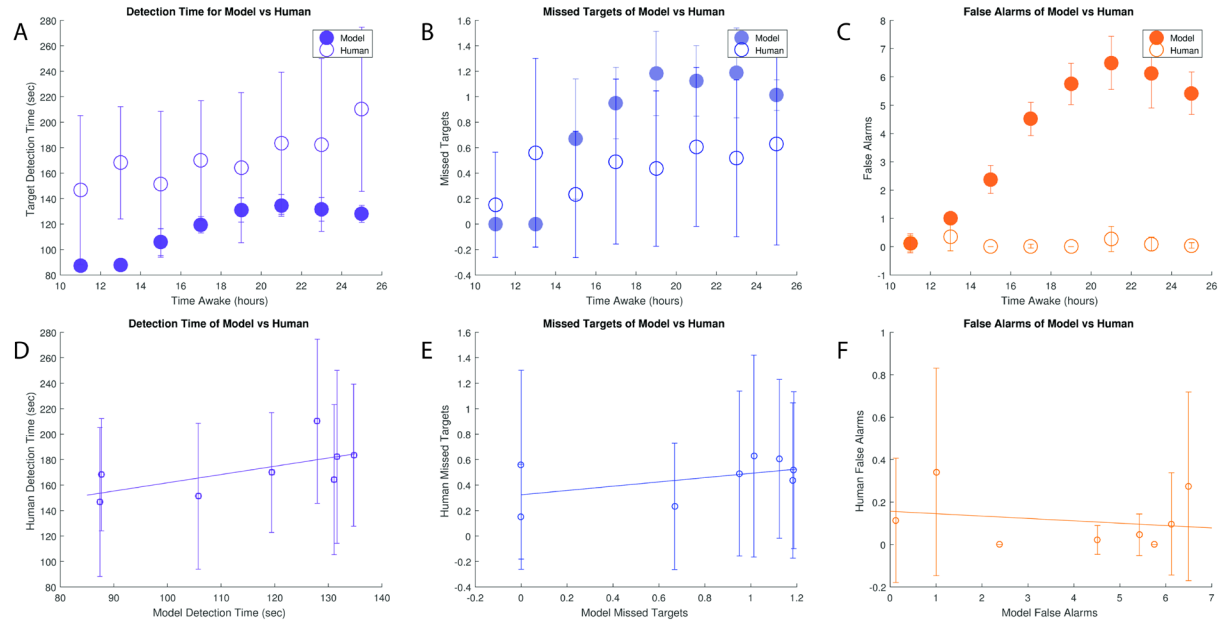 A
Detection Time for Model vs Human
Model
Human
Target Detection Time (sec)
280
260
240
220
200
180
160
140
120
100
80
10 12 14 16 18 20 22 24 26
Time Awake (hours)
B
Missed Targets of Model vs Human
Model
Human
Missed Targets
1.6
1.4
1.2
1
0.8
0.6
0.4
0.2
0
-0.2
-0.4
10 12 14 16 18 20 22 24 26
Time Awake (hours)
C
False Alarms of Model vs Human
Model
Human
False Alarms
8
7
6
5
4
3
2
1
0
-1
10 12 14 16 18 20 22 24 26
Time Awake (hours)
D
Detection Time of Model vs Human
Human Detection Time (sec)
280
260
240
220
200
180
160
140
120
100
80
80 90 100 110 120 130 140
Model Detection Time (sec)
E
Missed Targets of Model vs Human
Human Missed Targets
1.6
1.4
1.2
1
0.8
0.6
0.4
0.2
0
-0.2
-0.4
-0.2 0 0.2 0.4 0.6 0.8 1 1.2
Model Missed Targets
F
False Alarms of Model vs Human
Human False Alarms
1
0.8
0.6
0.4
0.2
0
-0.2
0 1 2 3 4 5 6 7
Model False Alarms